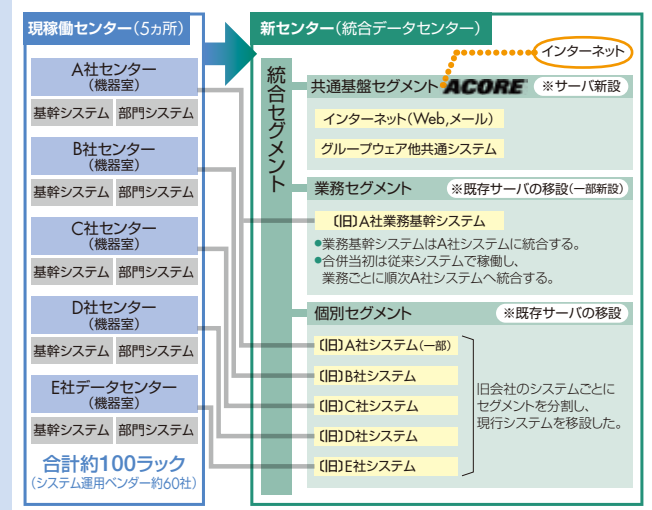 現稼働センター(5ヵ所)
A社センター
(機器室)
基幹システム 部門システム
B社センター
(機器室)
基幹システム 部門システム
C社センター
(機器室)
基幹システム 部門システム
D社センター
(機器室)
基幹システム 部門システム
E社データセンター
(機器室)
基幹システム 部門システム
合計約100ラック
(システム運用ベンダー約60社)
新センター(統合データセンター)
インターネット
統合セグメント
共通基盤セグメント ACORE ※サーバ新設
インターネット(Web,メール)
グループウェア他共通システム
業務セグメント ※既存サーバの移設(一部新設)
〔旧〕A社業務基幹システム
●業務基幹システムはA社システムに統合する。
●合併当初は従来システムで稼働し、
業務ごとに順次A社システムへ統合する。
個別セグメント ※既存サーバの移設
〔旧〕A社システム(一部)
〔旧〕B社システム
〔旧〕C社システム
〔旧〕D社システム
〔旧〕E社システム
旧会社のシステムごとに
セグメントを分割し、
現行システムを移設した。